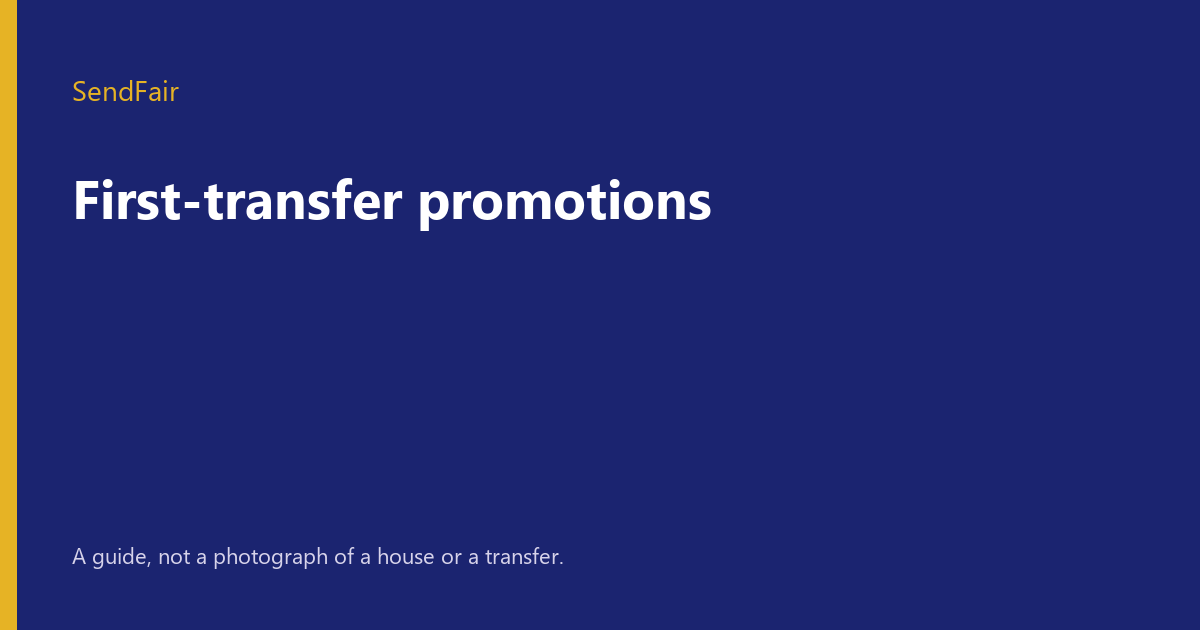 SendFair
First-transfer promotions
A guide, not a photograph of a house or a transfer.